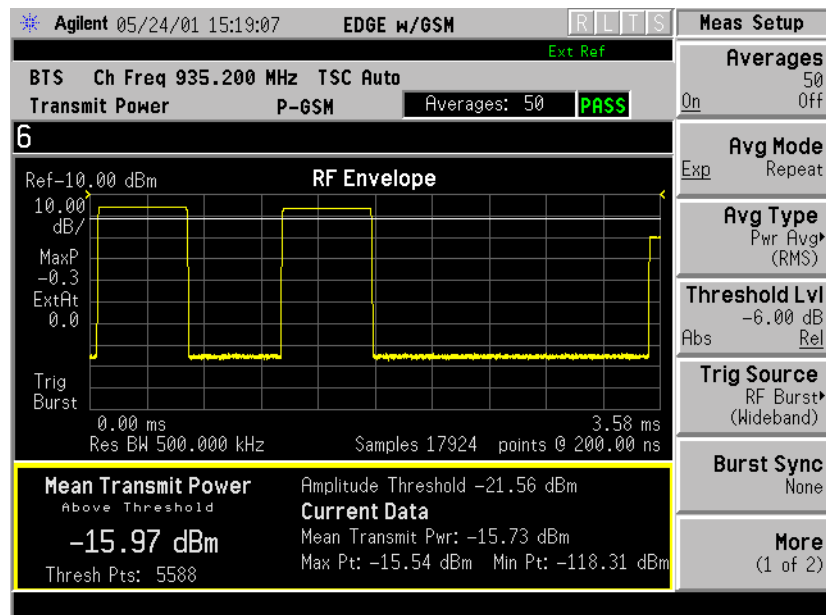 Agilent 05/24/01 15:19:07 EDGE w/GSM R L T S
Meas Setup
Ext Ref
BTS Ch Freq 935.200 MHz TSC Auto
Transmit Power P-GSM Averages: 50 PASS
6
Ref-10.00 dBm RF Envelope
10.00
dB/
MaxP
-0.3
ExtAt
0.0
Trig
Burst
0.00 ms 3.58 ms
Res BW 500.000 kHz Samples 17924 points @ 200.00 ns
Mean Transmit Power
Above Threshold
-15.97 dBm
Thresh Pts: 5588
Amplitude Threshold -21.56 dBm
Current Data
Mean Transmit Pwr: -15.73 dBm
Max Pt: -15.54 dBm Min Pt: -118.31 dBm
Averages
50
On Off
Avg Mode
Exp Repeat
Avg Type
Pwr Avg
(RMS)
Threshold Lvl
-6.00 dB
Abs Rel
Trig Source
RF Burst
(Wideband)
Burst Sync
None
More
(1 of 2)